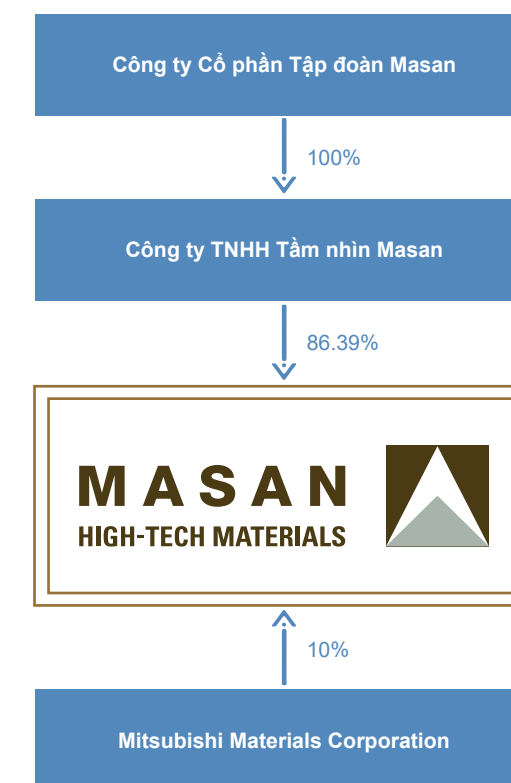 Công ty Cổ phần Tập đoàn Masan
100%
Công ty TNHH Tầm nhìn Masan
86.39%
MASAN
HIGH-TECH MATERIALS
10%
Mitsubishi Materials Corporation